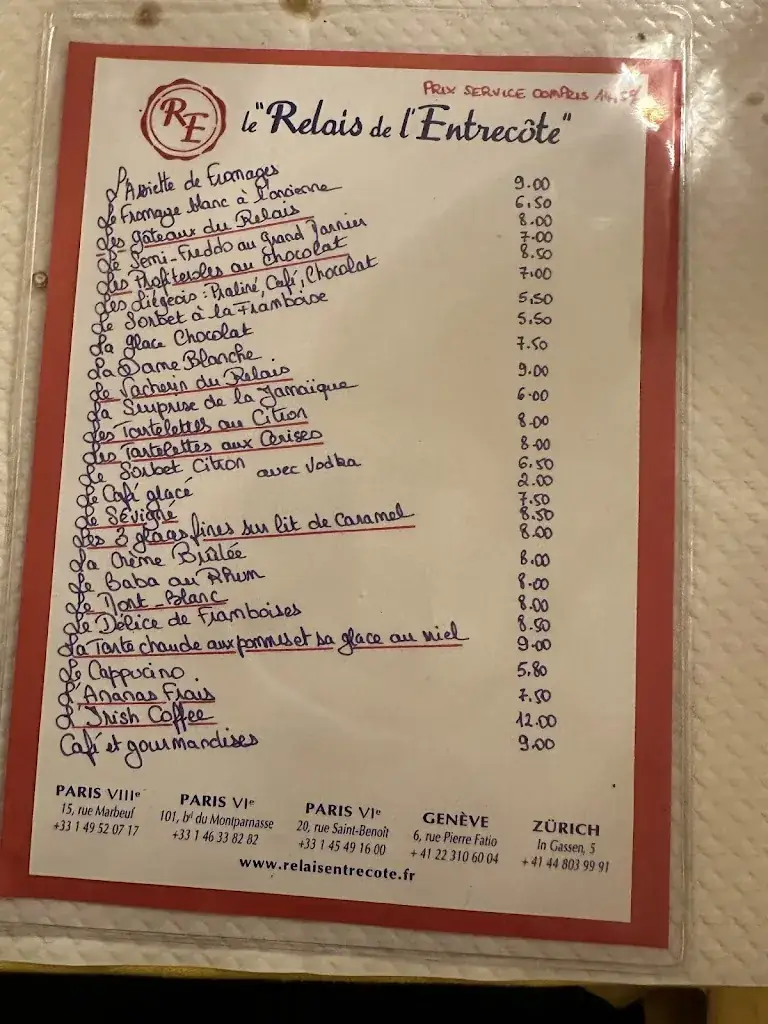 PRIX SERVICE COMPRIS
RE
le "Relais de l'Entrecôte"
L'Assiette de Fromages 9.00
Le Fromage blanc à l'ancienne 6.50
Les gâteaux du Relais 8.00
Le Semi-Freddo au Grand Marnier 7.00
Les Profiteroles au chocolat 8.50
Les Liégeois : Praliné, Café, Chocolat 7.00
Le Sorbet à la Framboise 5.50
La glace Chocolat 5.50
La Dame Blanche 7.50
Le Vacherin du Relais 9.00
La Surprise de la Jamaïque 6.00
Les Tartelettes au Citron 8.00
Les Tartelettes aux Cerises 8.00
Le Sorbet Citron 6.50
avec Vodka 2.00
Le Café glacé 7.50
Le Sévigné 8.50
Les 3 glaces fines sur lit de Caramel 8.00
La Crème Brûlée 8.00
Le Baba au Rhum 8.00
Le Mont-Blanc 8.00
Le Délice de Framboises 8.50
La Tarte chaude aux pommes et sa glace au miel 9.00
Le Cappucino. 5.80
L'Ananas Frais 7.50
L'Irish Coffee 12.00
Café et gourmandises 9.00
PARIS VIIIe
15, rue Marbeuf
+33 1 49 52 07 17
PARIS VIe
101, bd du Montparnasse
+33 1 46 33 82 82
PARIS VIe
20, rue Saint-Benoît
+33 1 45 49 16 00
GENÈVE
6, rue Pierre Fatio
+ 41 22 310 60 04
ZÜRICH
In Gassen, 5
+ 41 44 803 99 91
www.relaisentrecote.fr